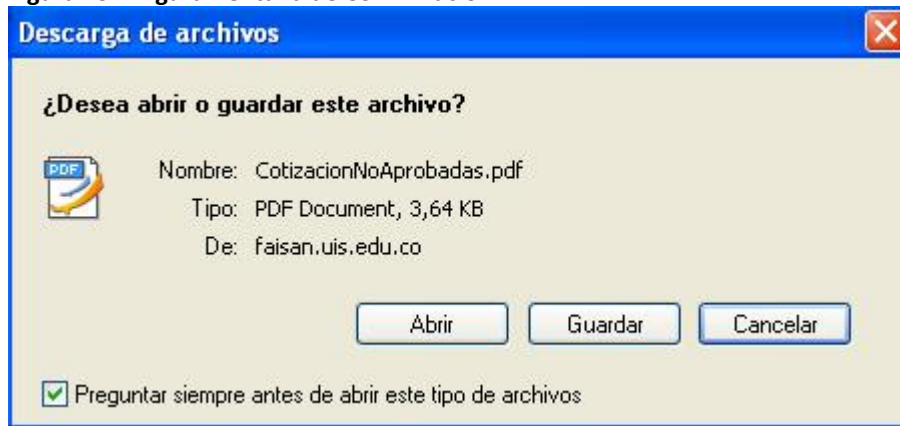 Descarga de archivos
¿Desea abrir o guardar este archivo?
PDF
Nombre: CotizacionNoAprobadas.pdf
Tipo: PDF Document, 3,64 KB
De: faisan.uis.edu.co
Abrir
Guardar
Cancelar
Preguntar siempre antes de abrir este tipo de archivos